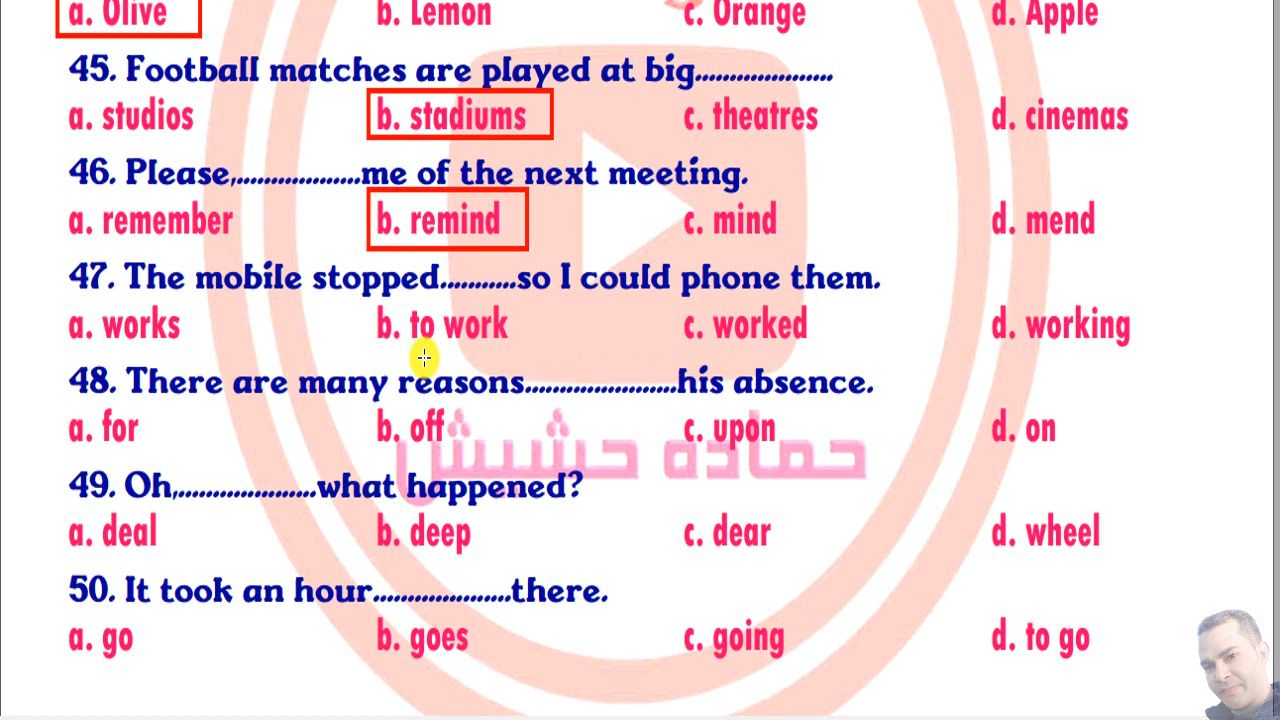 a. Olive b. Lemon c. Orange d. Apple
45. Football matches are played at big....................
a. studios b. stadiums c. theatres d. cinemas
46. Please,..................me of the next meeting.
a. remember b. remind c. mind d. mend
47. The mobile stopped...........so I could phone them.
a. works b. to work c. worked d. working
48. There are many reasons......................his absence.
a. for b. off c. upon d. on
حماده حشيش
49. Oh,....................what happened?
a. deal b. deep c. dear d. wheel
50. It took an hour....................there.
a. go b. goes c. going d. to go